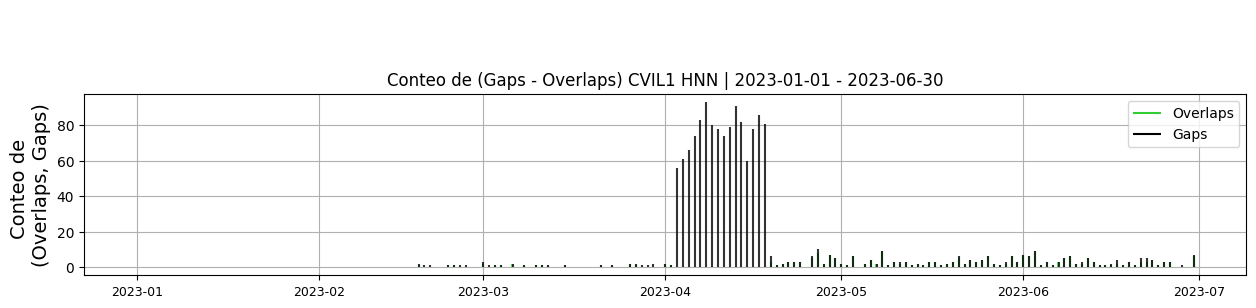 Conteo de (Gaps - Overlaps) CVIL1 HNN | 2023-01-01 - 2023-06-30
Conteo de
(Overlaps, Gaps)
80
60
40
20
0
Overlaps
Gaps
2023-01
2023-02
2023-03
2023-04
2023-05
2023-06
2023-07